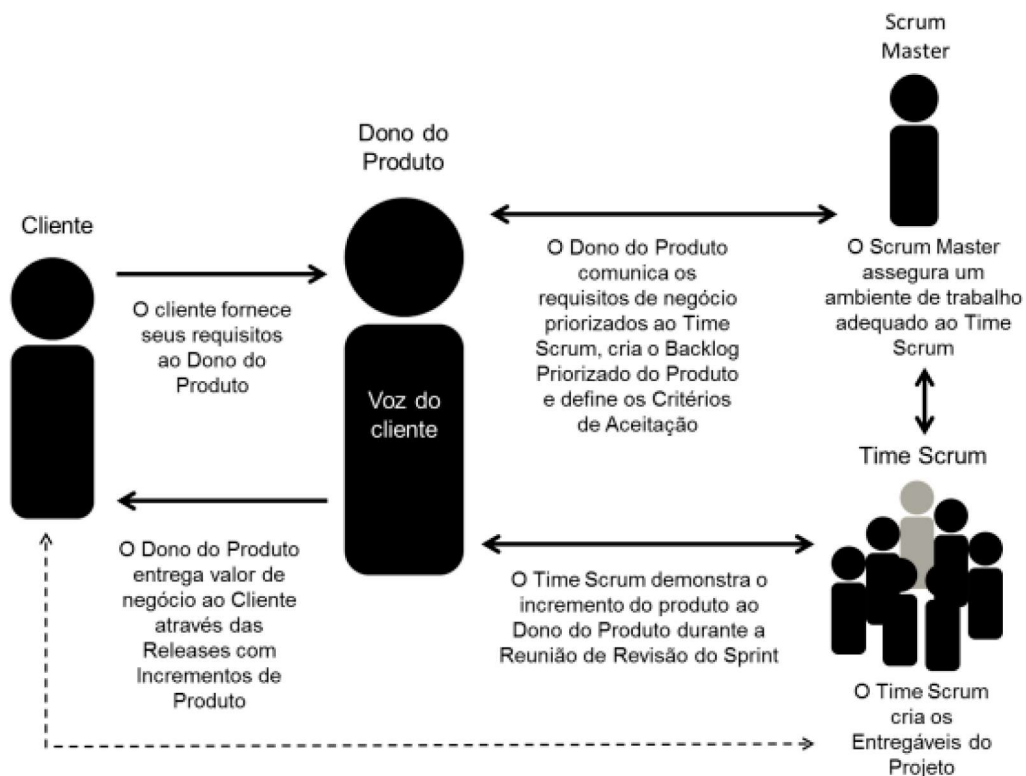 Scrum
Master
Dono do
Produto
Cliente
O cliente fornece
seus requisitos
ao Dono do
Produto
Voz do
cliente
O Dono do Produto
comunica os
requisitos de negócio
priorizados ao Time
Scrum, cria o Backlog
Priorizado do Produto
e define os Critérios
de Aceitação
O Scrum Master
assegura um
ambiente de trabalho
adequado ao Time
Scrum
Time Scrum
O Dono do Produto
entrega valor de
negócio ao Cliente
através das
Releases com
Incrementos de
Produto
O Time Scrum demonstra o
incremento do produto ao
Dono do Produto durante a
Reunião de Revisão do Sprint
O Time Scrum
cria os
Entregáveis do
Projeto